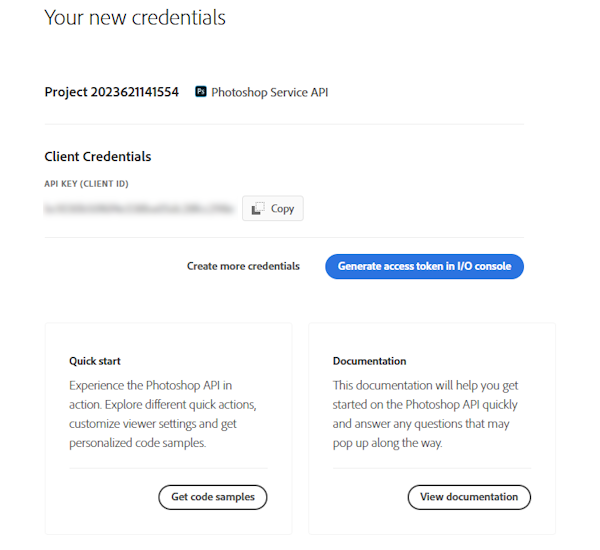 Your new credentials
Project 2023621141554 Ps Photoshop Service API
Client Credentials
API KEY (CLIENT ID)
Copy
Create more credentials Generate access token in I/O console
Quick start
Experience the Photoshop API in
action. Explore different quick actions,
customize viewer settings and get
personalized code samples.
Get code samples
Documentation
This documentation will help you get
started on the Photoshop API quickly
and answer any questions that may
pop up along the way.
View documentation